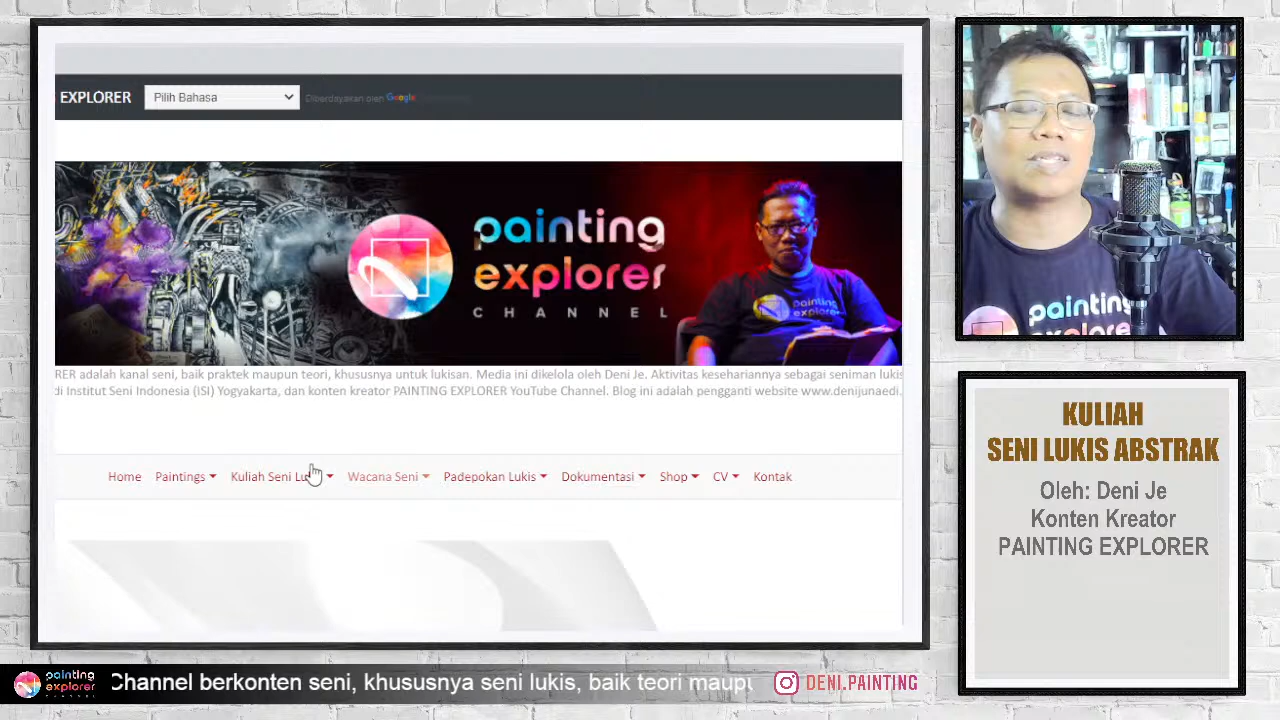 EXPLORER
Pilih Bahasa
Diberdayakan oleh Google
painting
explorer
CHANNEL
painting
explorer
RER adalah kanal seni, baik praktek maupun teori, khususnya untuk lukisan. Media ini dikelola oleh Deni Je. Aktivitas kesehariannya sebagai seniman lukis
di Institut Seni Indonesia (ISI) Yogyakarta, dan konten kreator PAINTING EXPLORER YouTube Channel. Blog ini adalah pengganti website www.denijunaedi.
Home Paintings Kuliah Seni Lu Wacana Seni Padepokan Lukis Dokumentasi Shop CV Kontak
painting
explorer
KULIAH
SENI LUKIS ABSTRAK
Oleh: Deni Je
Konten Kreator
PAINTING EXPLORER
painting
explorer
Channel berkonten seni, khususnya seni lukis, baik teori maupu
DENI.PAINTING